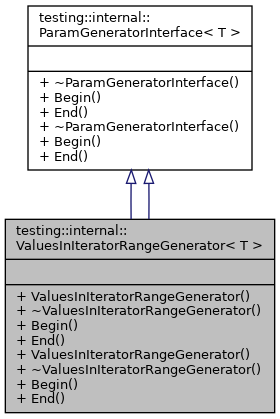 testing::internal::
ParamGeneratorInterface< T >
+ ~ParamGeneratorInterface()
+ Begin()
+ End()
+ ~ParamGeneratorInterface()
+ Begin()
+ End()
testing::internal::
ValuesInIteratorRangeGenerator< T >
+ ValuesInIteratorRangeGenerator()
+ ~ValuesInIteratorRangeGenerator()
+ Begin()
+ End()
+ ValuesInIteratorRangeGenerator()
+ ~ValuesInIteratorRangeGenerator()
+ Begin()
+ End()